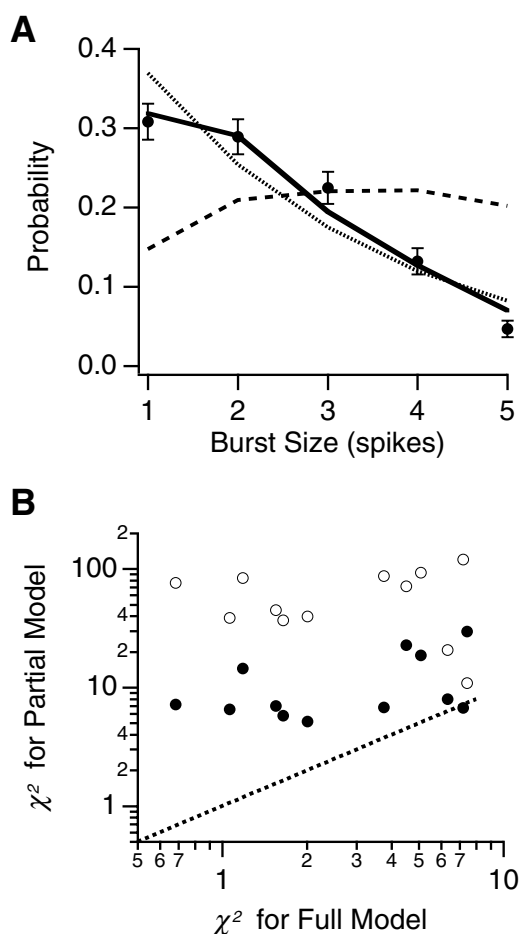 A
0.4
0.3
0.2
0.1
0.0
Probability
1 2 3 4 5
Burst Size (spikes)
B
2
100
4
2
10
4
2
1
χ² for Partial Model
5 6 7 1 2 3 4 5 6 7 10
χ² for Full Model